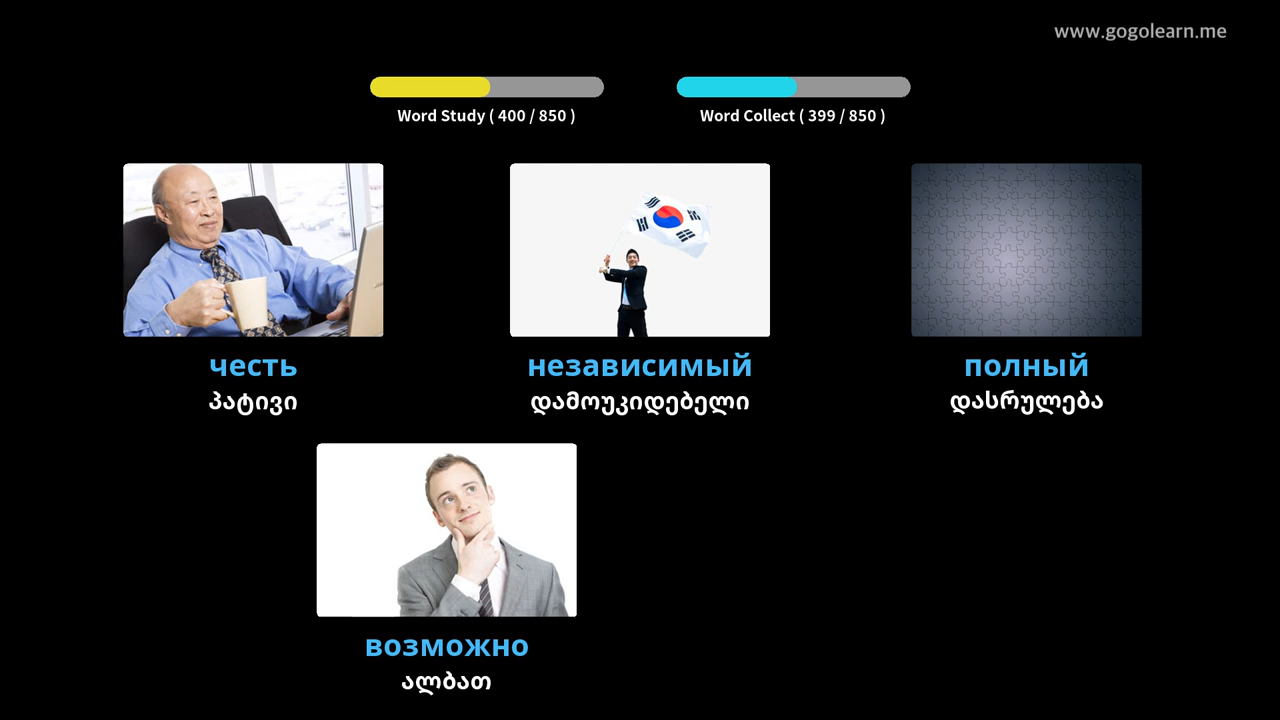 www.gogolearn.me
Word Study ( 400 / 850 )
Word Collect ( 399 / 850 )
честь
პატივი
независимый
დამოუკიდებელი
полный
დასრულება
возможно
ალბათ